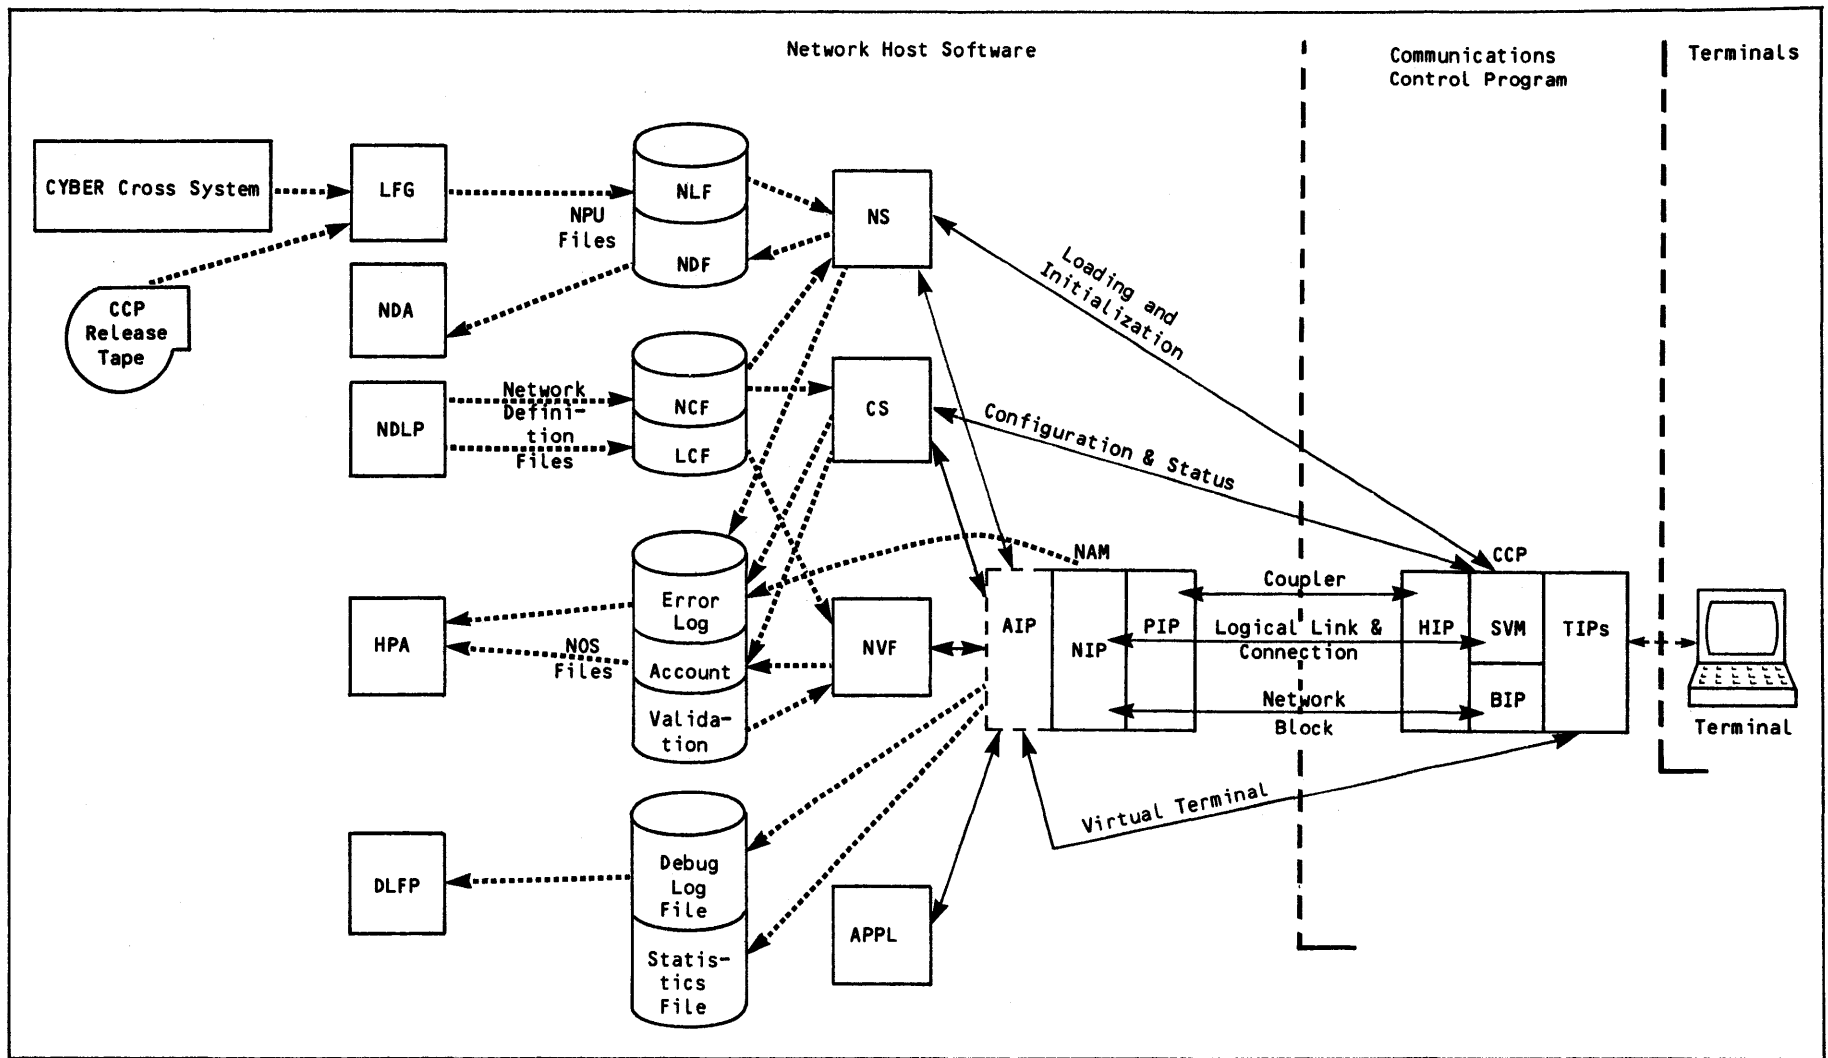 Network Host Software
Communications
Control Program
Terminals
CYBER Cross System
LFG
NLF
NPU
Files
NDF
NS
CCP
Release
Tape
NDA
Loading and
Initialization
NDLP
Network
Defini-
tion
Files
NCF
LCF
CS
Configuration & Status
HPA
NOS
Files
Error
Log
Account
Valida-
tion
NVF
NAM
AIP
NIP
PIP
Coupler
Logical Link &
Connection
Network
Block
CCP
HIP
SVM
BIP
TIPs
Terminal
Virtual Terminal
DLFP
Debug
Log
File
Statis-
tics
File
APPL